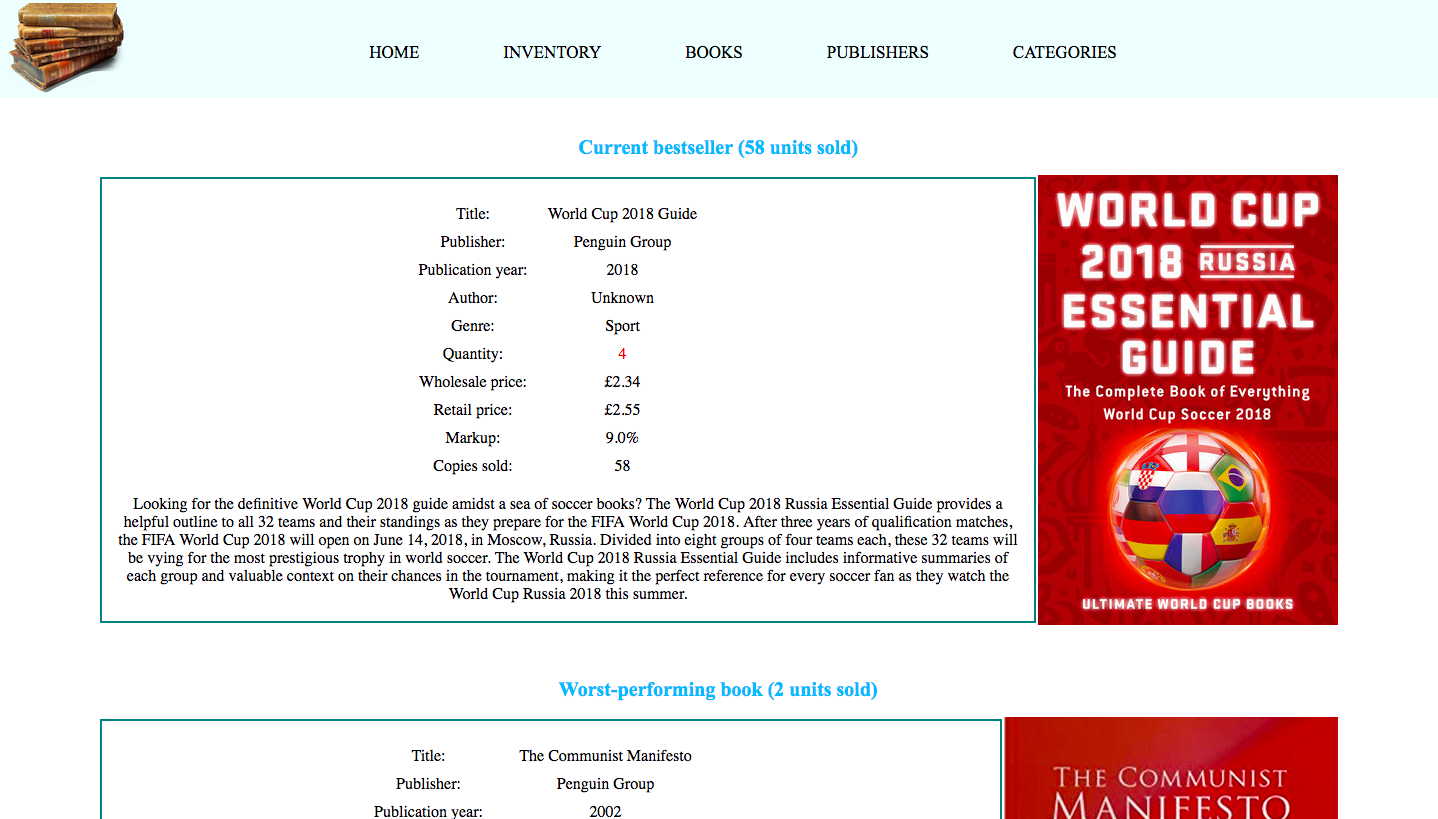 HOME INVENTORY BOOKS PUBLISHERS CATEGORIES
Current bestseller (58 units sold)
Title: World Cup 2018 Guide
Publisher: Penguin Group
Publication year: 2018
Author: Unknown
Genre: Sport
Quantity: 4
Wholesale price: £2.34
Retail price: £2.55
Markup: 9.0%
Copies sold: 58
Looking for the definitive World Cup 2018 guide amidst a sea of soccer books? The World Cup 2018 Russia Essential Guide provides a
helpful outline to all 32 teams and their standings as they prepare for the FIFA World Cup 2018. After three years of qualification matches,
the FIFA World Cup 2018 will open on June 14, 2018, in Moscow, Russia. Divided into eight groups of four teams each, these 32 teams will
be vying for the most prestigious trophy in world soccer. The World Cup 2018 Russia Essential Guide includes informative summaries of
each group and valuable context on their chances in the tournament, making it the perfect reference for every soccer fan as they watch the
World Cup Russia 2018 this summer.
WORLD CUP
2018 RUSSIA
ESSENTIAL
GUIDE
The Complete Book of Everything
World Cup Soccer 2018
ULTIMATE WORLD CUP BOOKS
Worst-performing book (2 units sold)
Title: The Communist Manifesto
Publisher: Penguin Group
Publication year: 2002
THE COMMUNIST
MANIFESTO